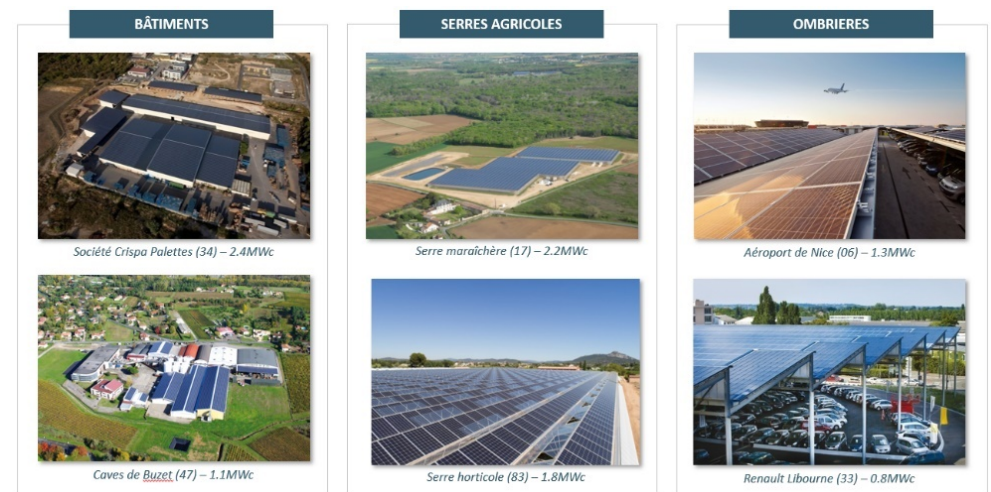 BÂTIMENTS
SERRES AGRICOLES
OMBRIERES
Société Crispa Palettes (34) – 2.4MWc
Serre maraîchère (17) – 2.2MWc
Aéroport de Nice (06) – 1.3MWc
Caves de Buzet (47) – 1.1MWc
Serre horticole (83) – 1.8MWc
Renault Libourne (33) – 0.8MWc